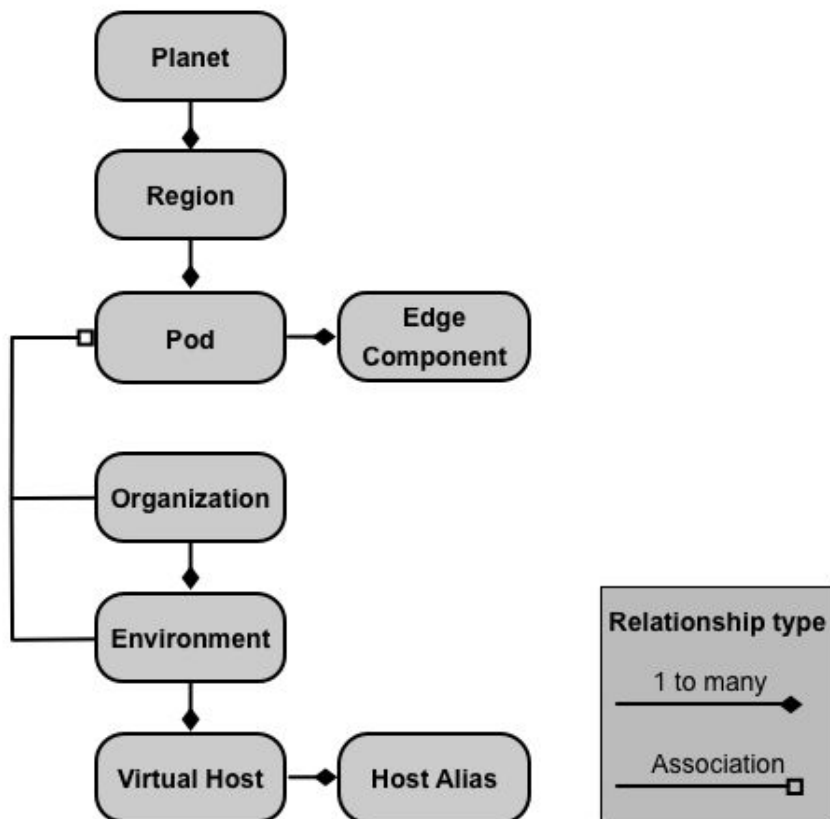 Planet
Region
Pod
Edge
Component
Organization
Environment
Virtual Host
Host Alias
Relationship type
1 to many
Association